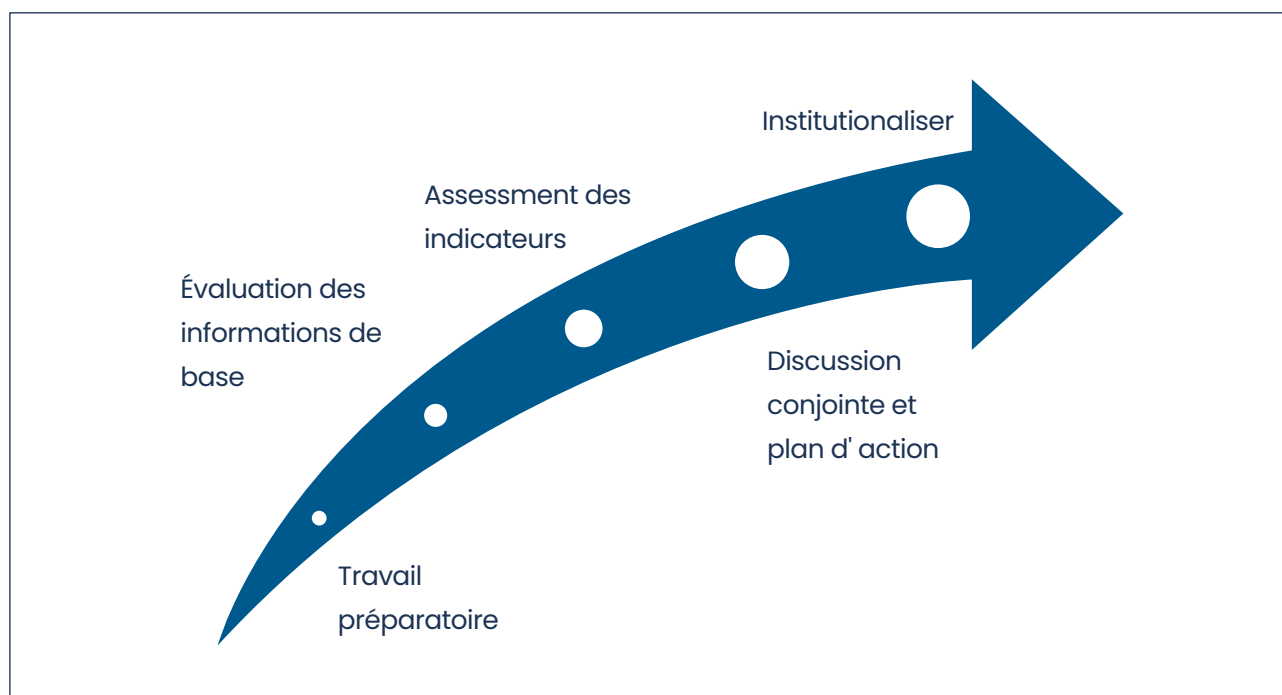 Institutionaliser
Assessment des
indicateurs
Évaluation des
informations de
base
Discussion
conjointe et
plan d' action
Travail
préparatoire